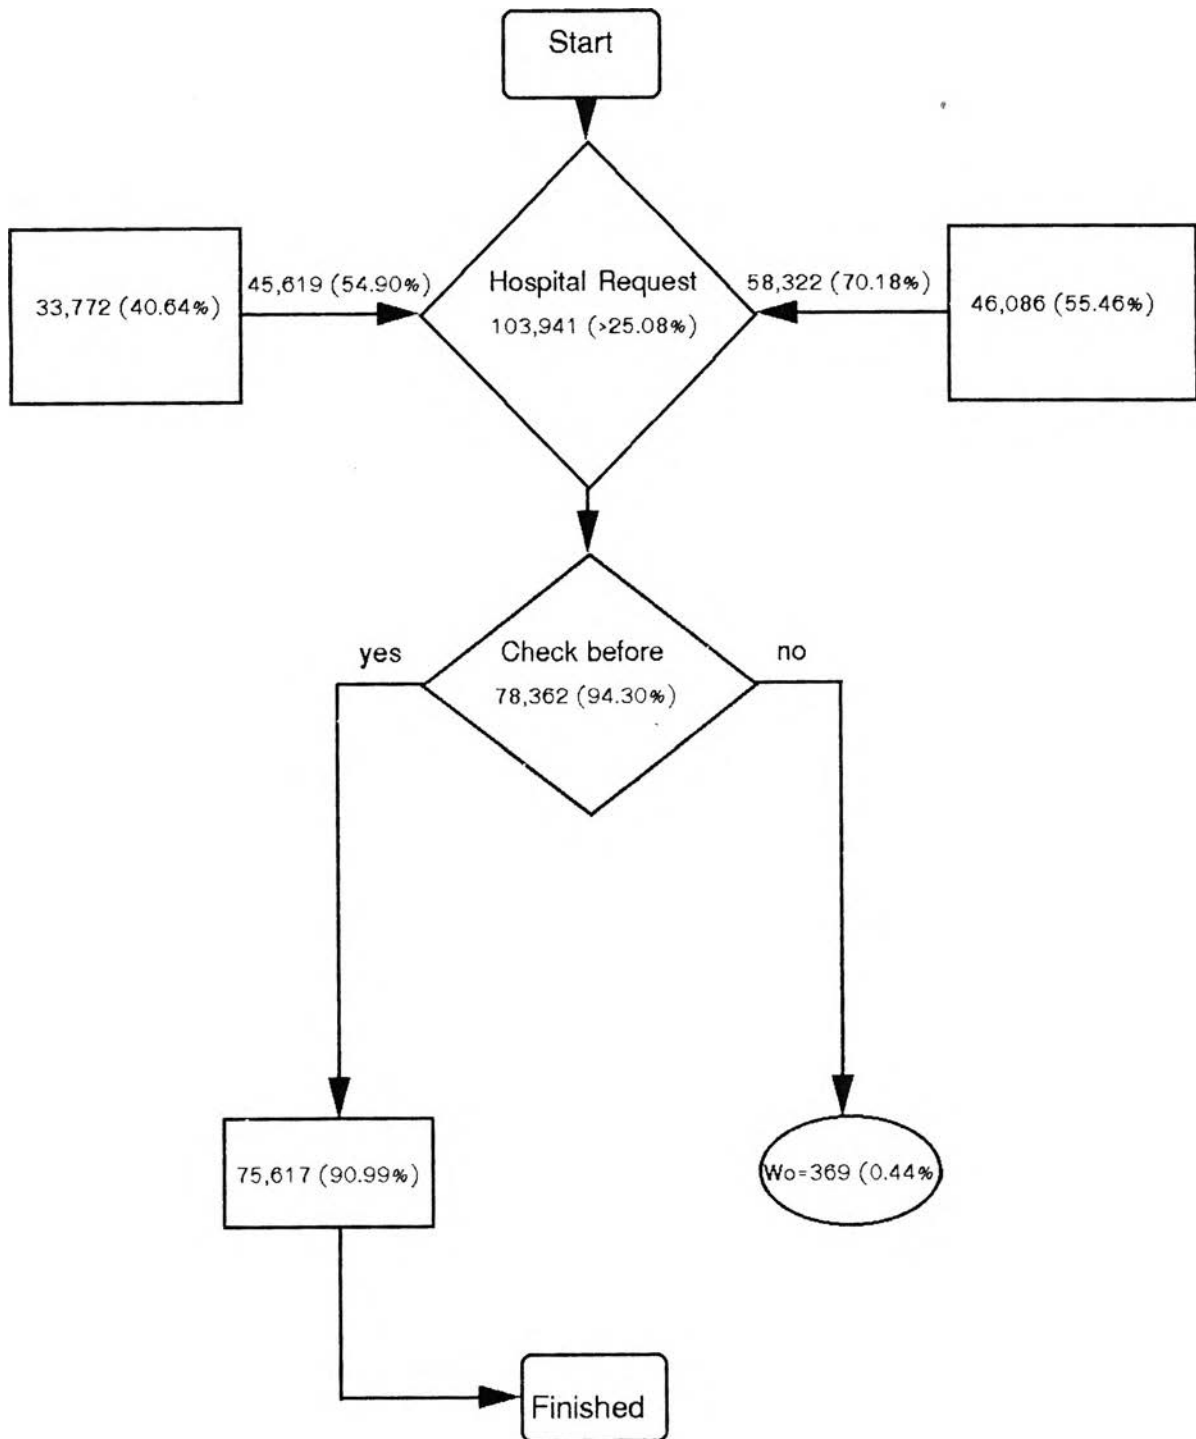 Start
45,619 (54.90%)
Hospital Request
58,322 (70.18%)
33,772 (40.64%)
103,941 (>25.08%)
46,086 (55.46%)
yes
Check before
no
78,362 (94.30%)
75,617 (90.99%)
Wo=369 (0.44%
Finished